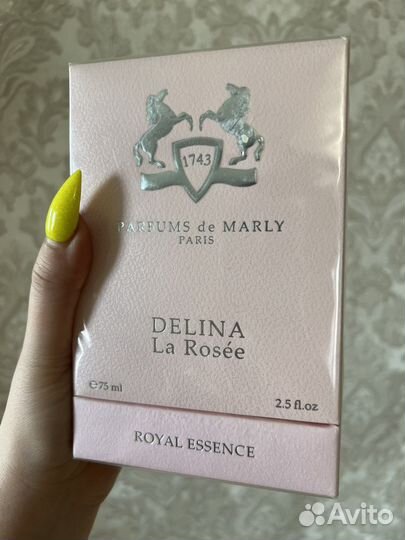 1743
PARFUMS de MARLY
PARIS
DELINA
La Rosée
℮75 ml
2.5 fl.oz
ROYAL ESSENCE
Avito